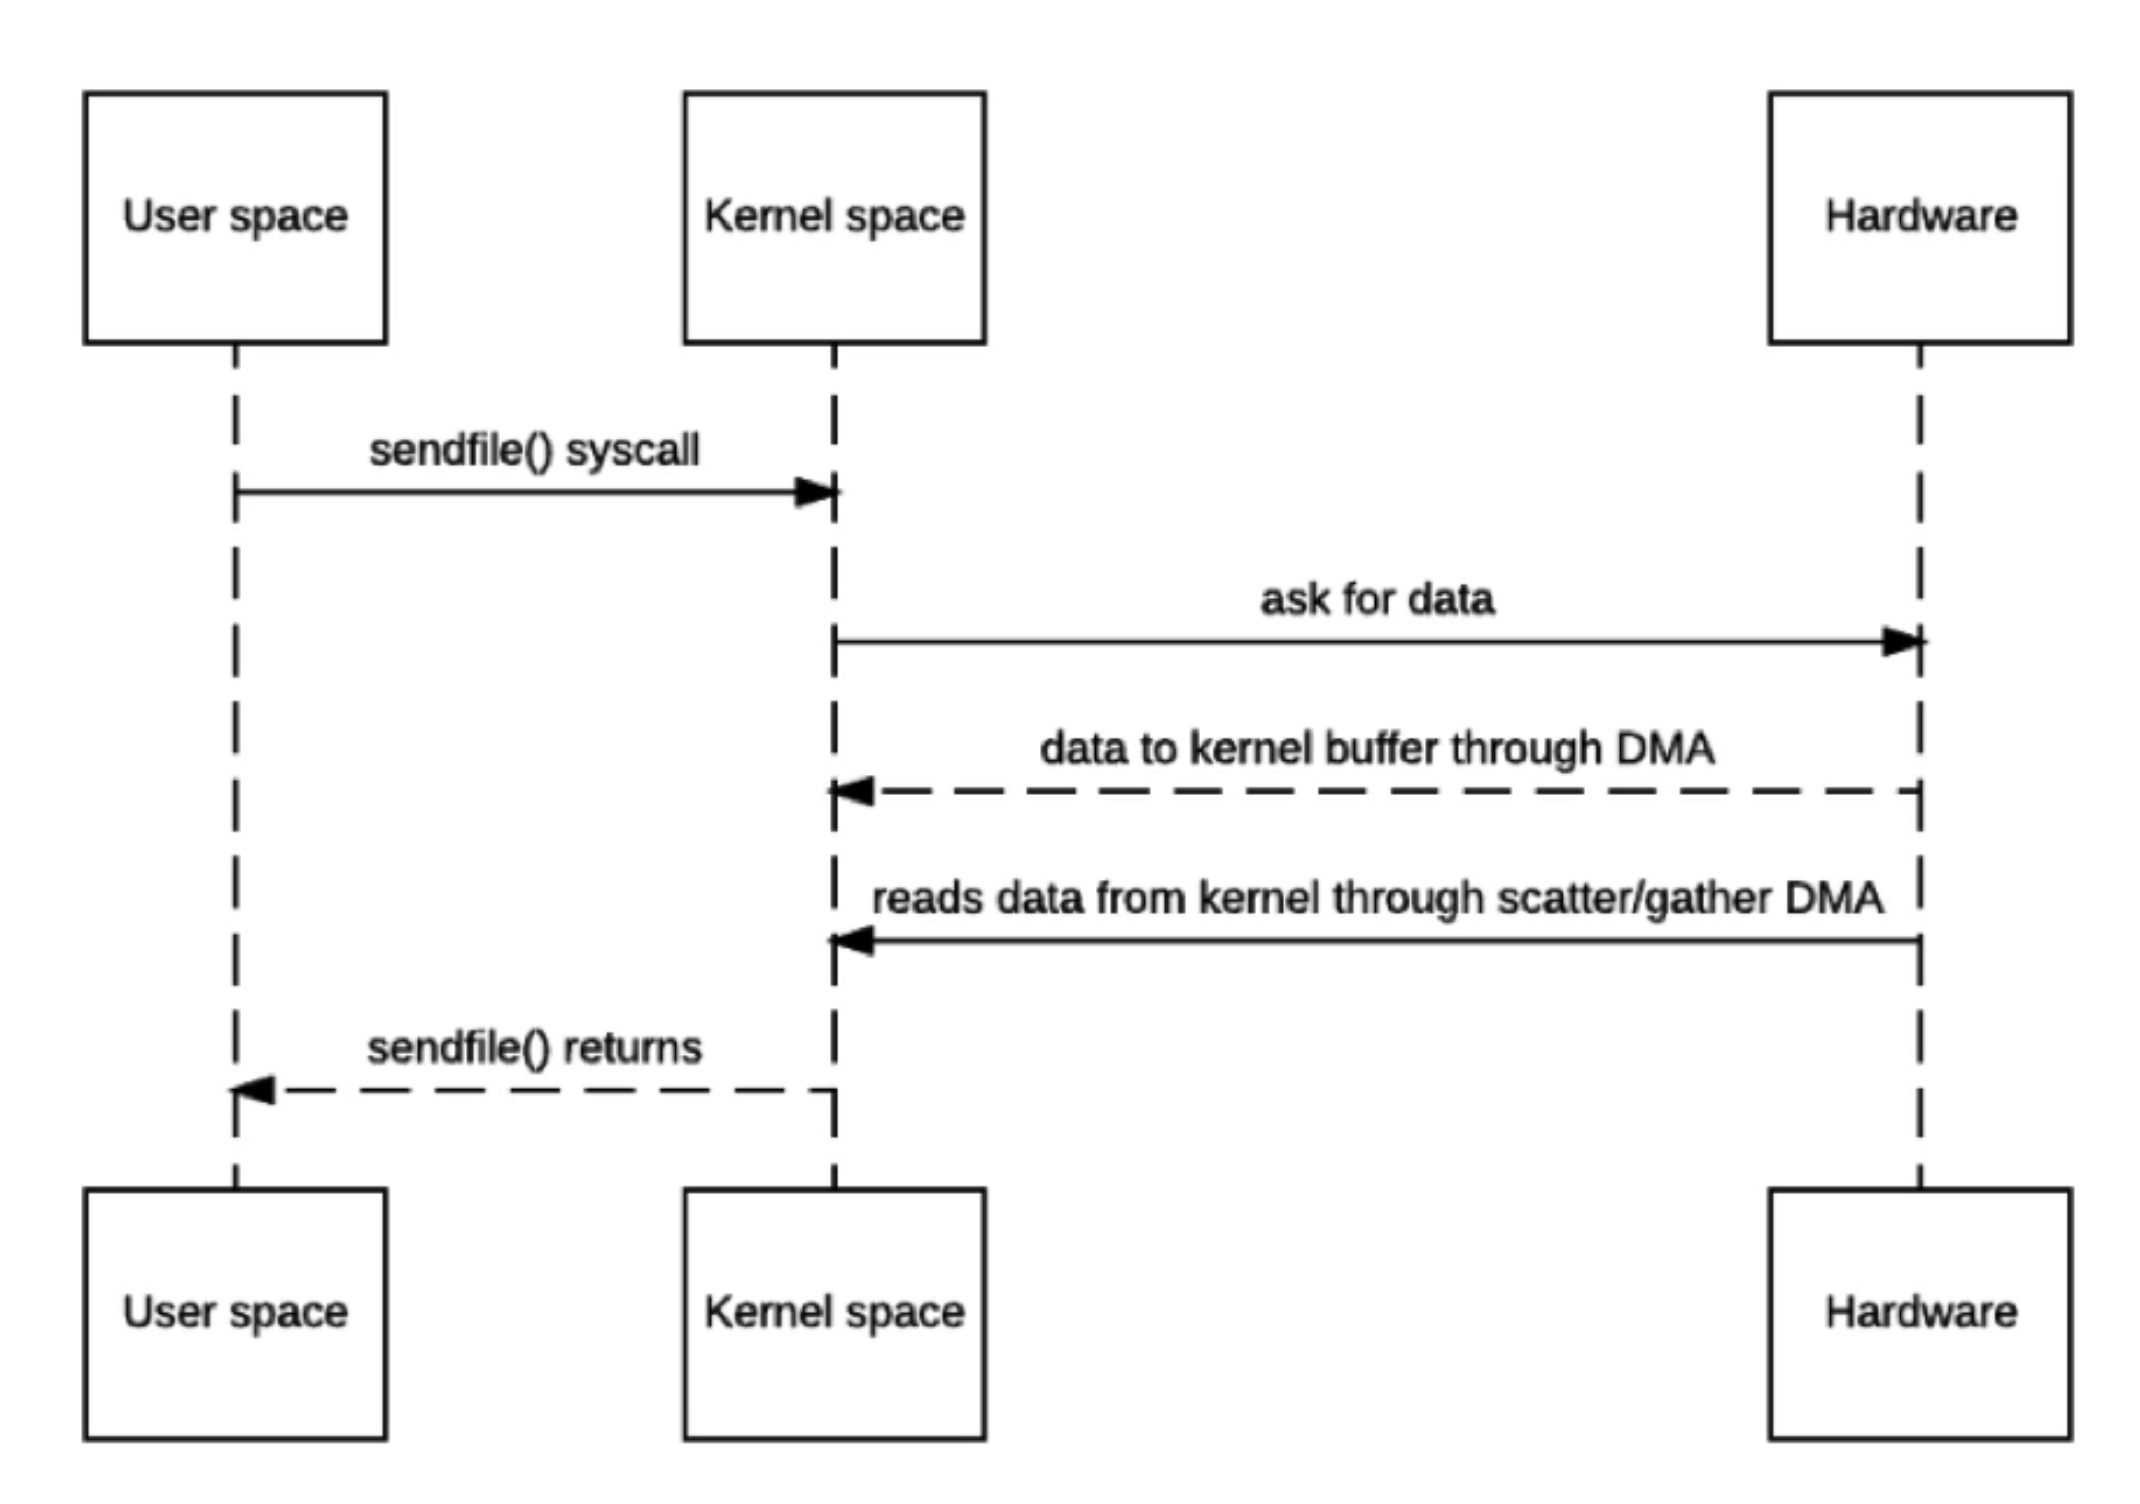 User space
Kernel space
Hardware
sendfile() syscall
ask for data
data to kernel buffer through DMA
reads data from kernel through scatter/gather DMA
sendfile() returns
User space
Kernel space
Hardware